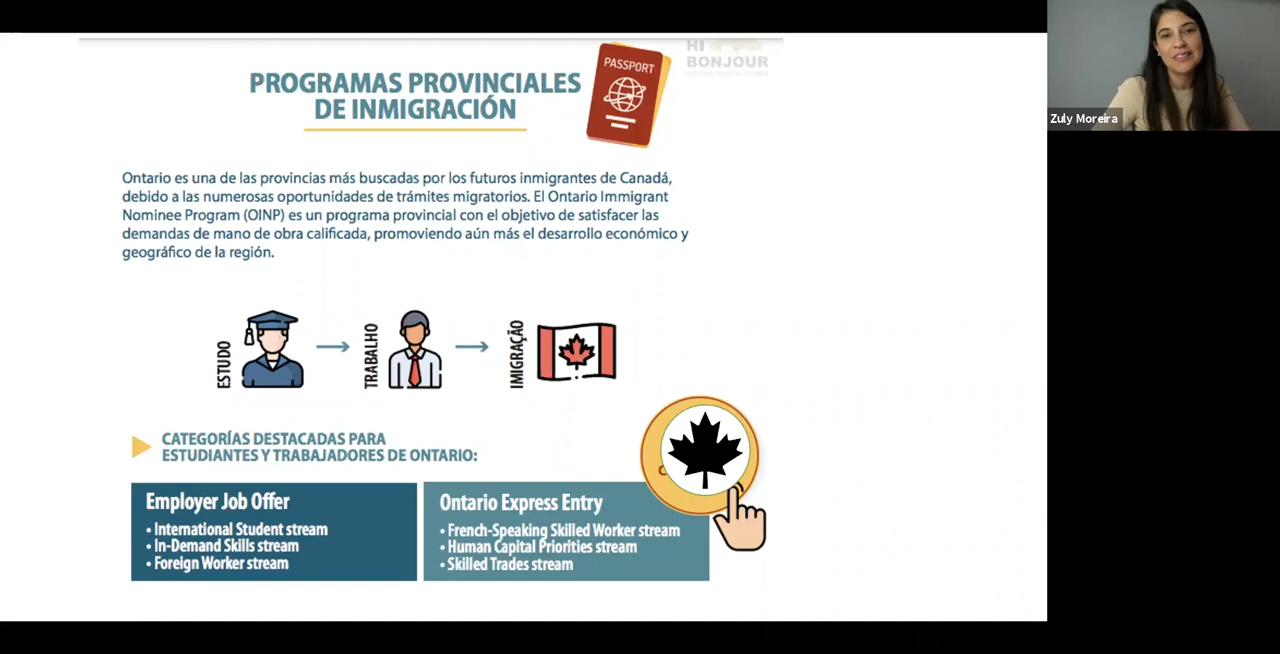 HI
BONJOUR
PASSPORT
PROGRAMAS PROVINCIALES
DE INMIGRACIÓN
Zuly Moreira
Ontario es una de las provincias más buscadas por los futuros inmigrantes de Canadá,
debido a las numerosas oportunidades de trámites migratorios. El Ontario Immigrant
Nominee Program (OINP) es un programa provincial con el objetivo de satisfacer las
demandas de mano de obra calificada, promoviendo aún más el desarrollo económico y
geográfico de la región.
ESTUDO
TRABALHO
IMIGRAÇÃO
CATEGORÍAS DESTACADAS PARA
ESTUDIANTES Y TRABAJADORES DE ONTARIO:
Employer Job Offer
• International Student stream
• In-Demand Skills stream
• Foreign Worker stream
Ontario Express Entry
• French-Speaking Skilled Worker stream
• Human Capital Priorities stream
• Skilled Trades stream